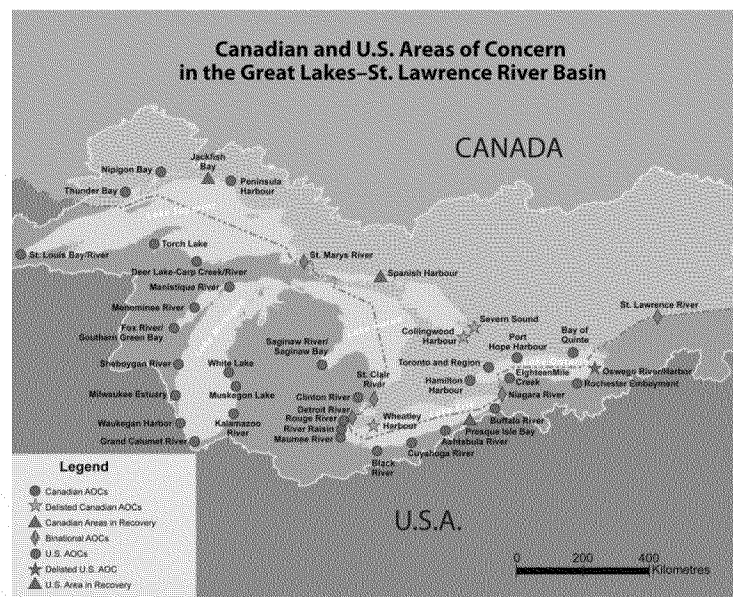 Canadian and U.S. Areas of Concern
in the Great Lakes–St. Lawrence River Basin
CANADA
Jackfish
Bay
Nipigon Bay
Peninsula
Harbour
Thunder Bay
Lake Superior
Torch Lake
St. Louis Bay/River
St. Marys River
Deer Lake-Carp Creek/River
Spanish Harbour
Manistique River
Menominee River
St. Lawrence River
Severn Sound
Fox River/
Southern Green Bay
Collingwood
Harbour
Port
Hope Harbour
Bay of
Quinte
Saginaw River/
Saginaw Bay
Sheboygan River
White Lake
St. Clair
River
Toronto and Region
Oswego River/Harbor
EighteenMile
Creek
Hamilton
Harbour
Rochester Embayment
Muskegon Lake
Milwaukee Estuary
Clinton River
Niagara River
Detroit River
Rouge River
Wheatley
Harbour
Waukegan Harbor
Kalamazoo
River
River Raisin
Buffalo River
Presque Isle Bay
Maumee River
Grand Calumet River
Ashtabula River
Cuyahoga River
Black
River
Legend
Canadian AOCs
Delisted Canadian AOCs
Canadian Areas in Recovery
Binational AOCs
U.S. AOCs
Delisted U.S. AOC
U.S. Area in Recovery
U.S.A.
0 200 400
Kilometres